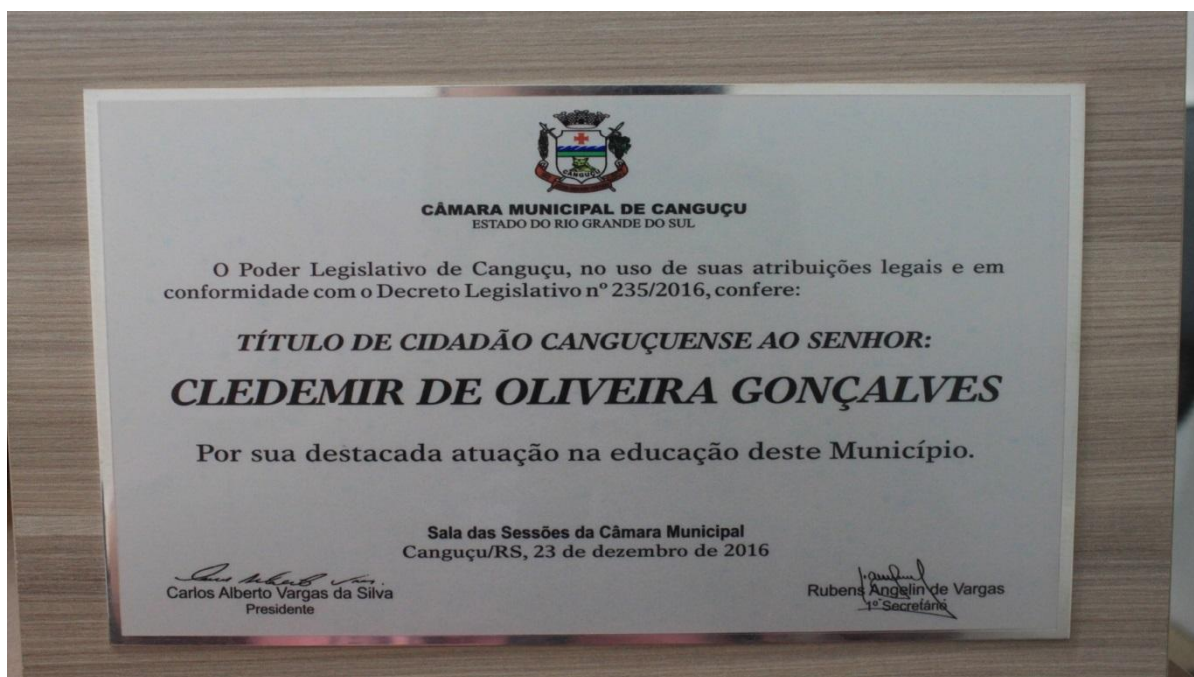 CANGUÇU
CÂMARA MUNICIPAL DE CANGUÇU
ESTADO DO RIO GRANDE DO SUL
O Poder Legislativo de Canguçu, no uso de suas atribuições legais e em
conformidade com o Decreto Legislativo nº 235/2016, confere:
TÍTULO DE CIDADÃO CANGUÇUENSE AO SENHOR:
CLEDEMIR DE OLIVEIRA GONÇALVES
Por sua destacada atuação na educação deste Município.
Sala das Sessões da Câmara Municipal
Canguçu/RS, 23 de dezembro de 2016
Carlos Alberto Vargas da Silva
Presidente
Rubens Angelin de Vargas
1º Secretário